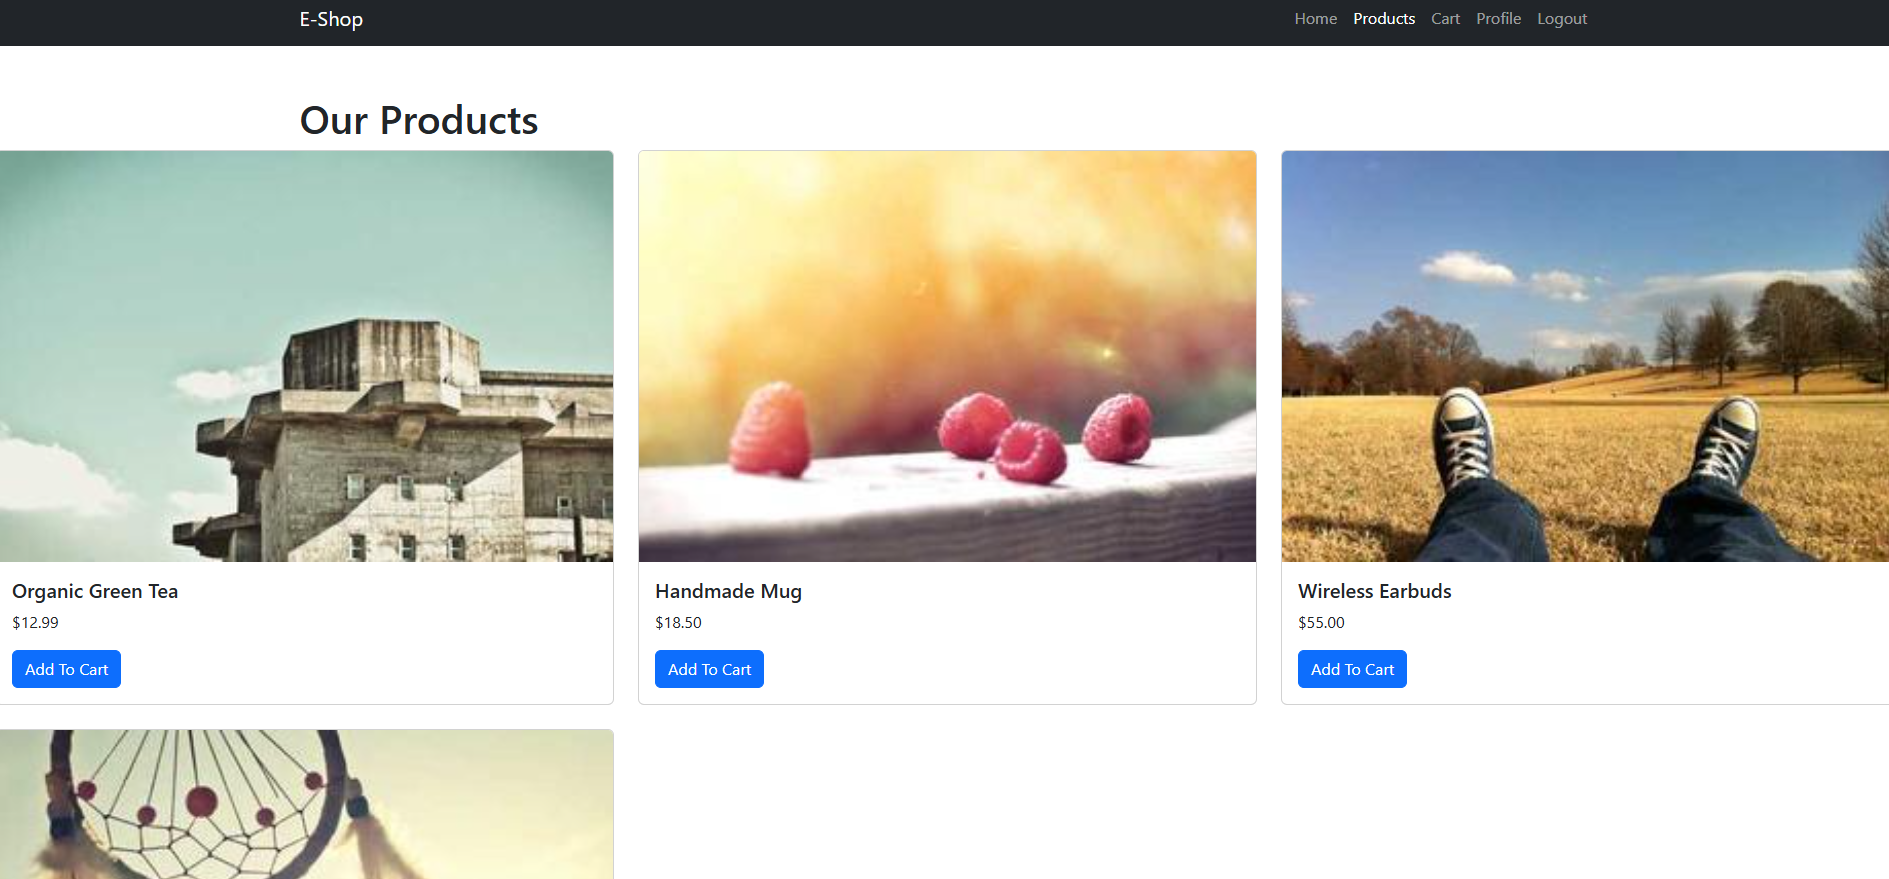 E-Shop
Home Products Cart Profile Logout
Our Products
Organic Green Tea
$12.99
Add To Cart
Handmade Mug
$18.50
Add To Cart
Wireless Earbuds
$55.00
Add To Cart